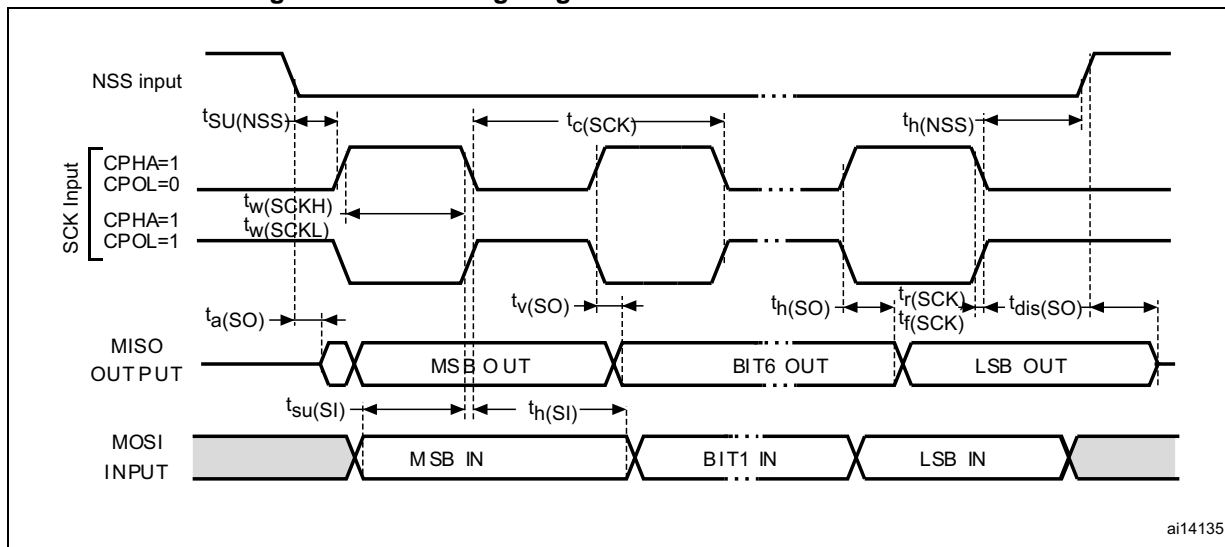 NSS input
tSU(NSS)
tc(SCK)
th(NSS)
SCK Input
CPHA=1
CPOL=0
tw(SCKH)
tw(SCKL)
CPHA=1
CPOL=1
ta(SO)
tv(SO)
th(SO)
tr(SCK)
tf(SCK)
tdis(SO)
MISO
OUTPUT
MSB OUT
BIT6 OUT
LSB OUT
tsu(SI)
th(SI)
MOSI
INPUT
MSB IN
BIT1 IN
LSB IN
ai14135